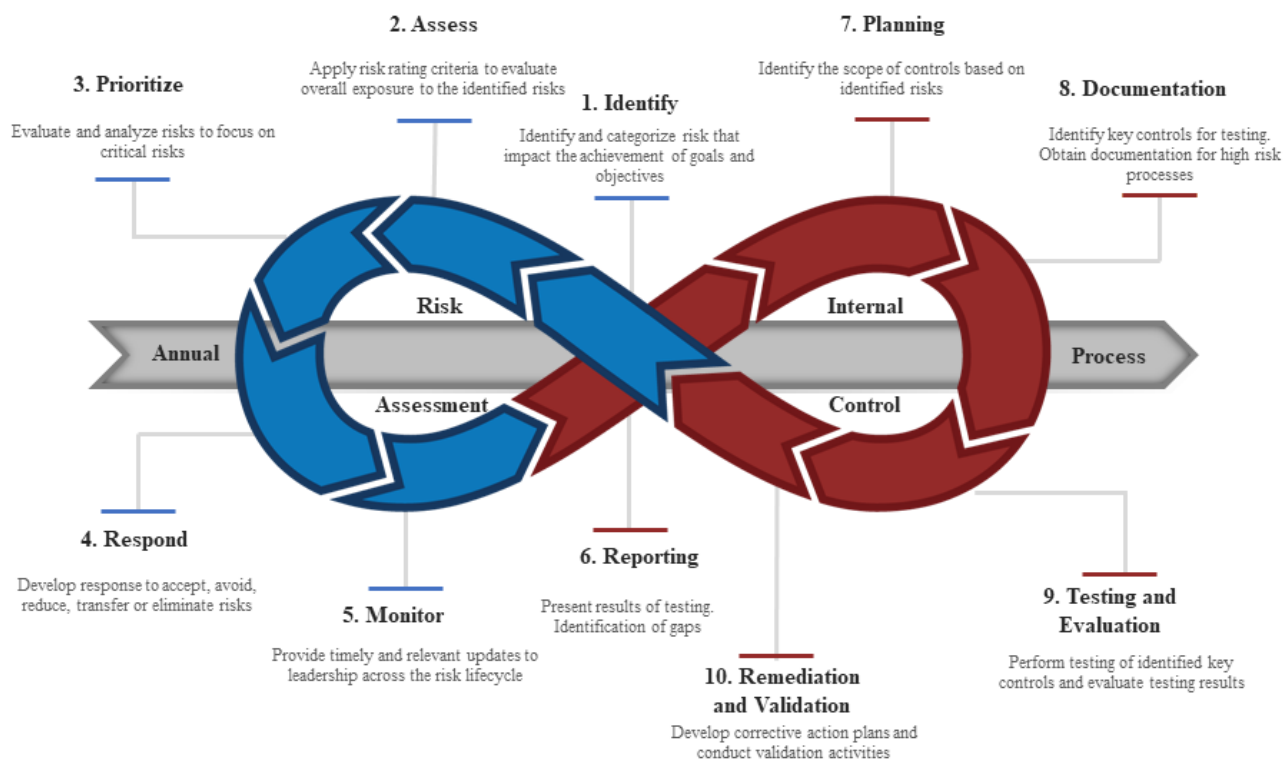 2. Assess
Apply risk rating criteria to evaluate
overall exposure to the identified risks
7. Planning
Identify the scope of controls based on
identified risks
3. Prioritize
Evaluate and analyze risks to focus on
critical risks
1. Identify
Identify and categorize risk that
impact the achievement of goals and
objectives
8. Documentation
Identify key controls for testing.
Obtain documentation for high risk
processes
Risk
Internal
Annual
Process
Assessment
Control
4. Respond
Develop response to accept, avoid,
reduce, transfer or eliminate risks
5. Monitor
Provide timely and relevant updates to
leadership across the risk lifecycle
6. Reporting
Present results of testing.
Identification of gaps
9. Testing and
Evaluation
Perform testing of identified key
controls and evaluate testing results
10. Remediation
and Validation
Develop corrective action plans and
conduct validation activities